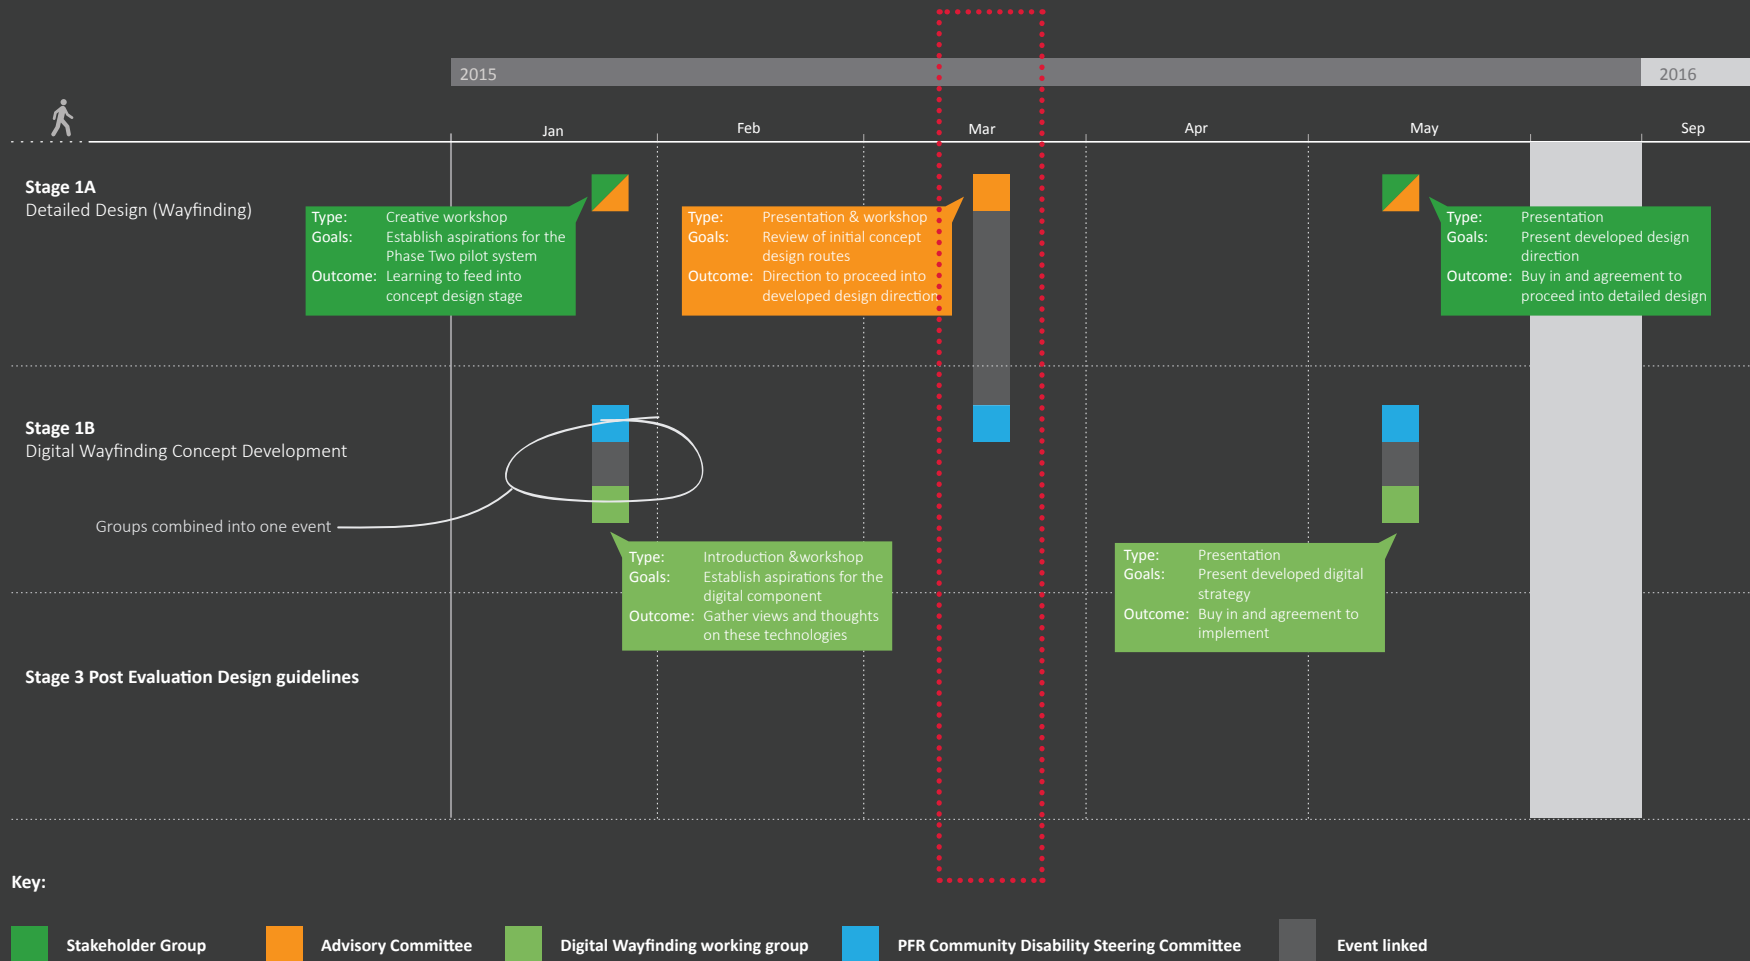 2015
2016
Jan
Feb
Mar
Apr
May
Sep
Stage 1A
Detailed Design (Wayfinding)
Type: Creative workshop
Goals: Establish aspirations for the
Phase Two pilot system
Outcome: Learning to feed into
concept design stage
Type: Presentation & workshop
Goals: Review of initial concept
design routes
Outcome: Direction to proceed into
developed design direction
Type: Presentation
Goals: Present developed design
direction
Outcome: Buy in and agreement to
proceed into detailed design
Stage 1B
Digital Wayfinding Concept Development
Groups combined into one event
Type: Introduction &workshop
Goals: Establish aspirations for the
digital component
Outcome: Gather views and thoughts
on these technologies
Type: Presentation
Goals: Present developed digital
strategy
Outcome: Buy in and agreement to
implement
Stage 3 Post Evaluation Design guidelines
Key:
Stakeholder Group
Advisory Committee
Digital Wayfinding working group
PFR Community Disability Steering Committee
Event linked